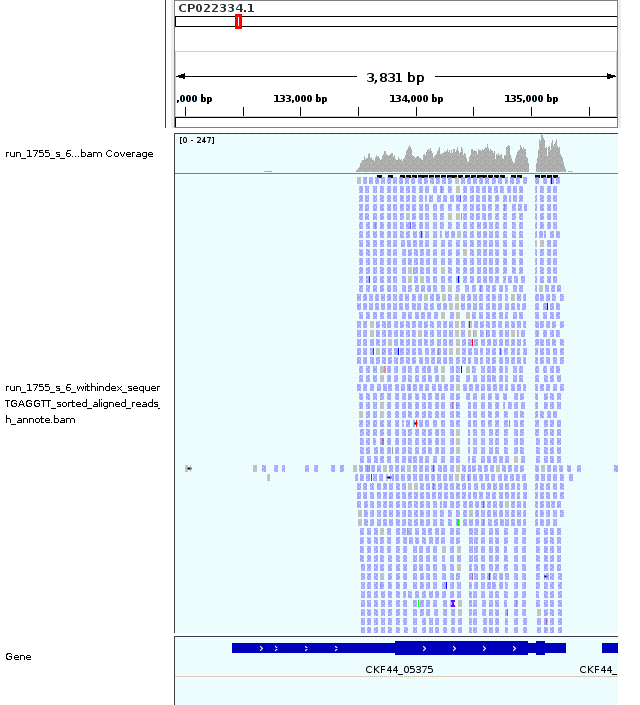 CP022334.1
3,831 bp
,000 bp 133,000 bp 134,000 bp 135,000 bp
[0 - 247]
run_1755_s_6...bam Coverage
run_1755_s_6_withindex_sequer
TGAGGTT_sorted_aligned_reads_
h_annote.bam
Gene
CKF44_05375 CKF44_